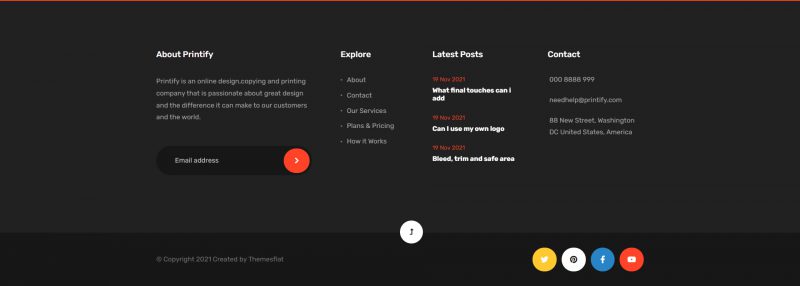 About Printify
Printify is an online design,copying and printing
company that is passionate about great design
and the difference it can make to our customers
and the world.
Email address
Explore
About
Contact
Our Services
Plans & Pricing
How It Works
Latest Posts
19 Nov 2021
What final touches can i
add
19 Nov 2021
Can I use my own logo
19 Nov 2021
Bleed, trim and safe area
Contact
000 8888 999
needhelp@printify.com
88 New Street, Washington
DC United States, America
© Copyright 2021 Created by Themesflat